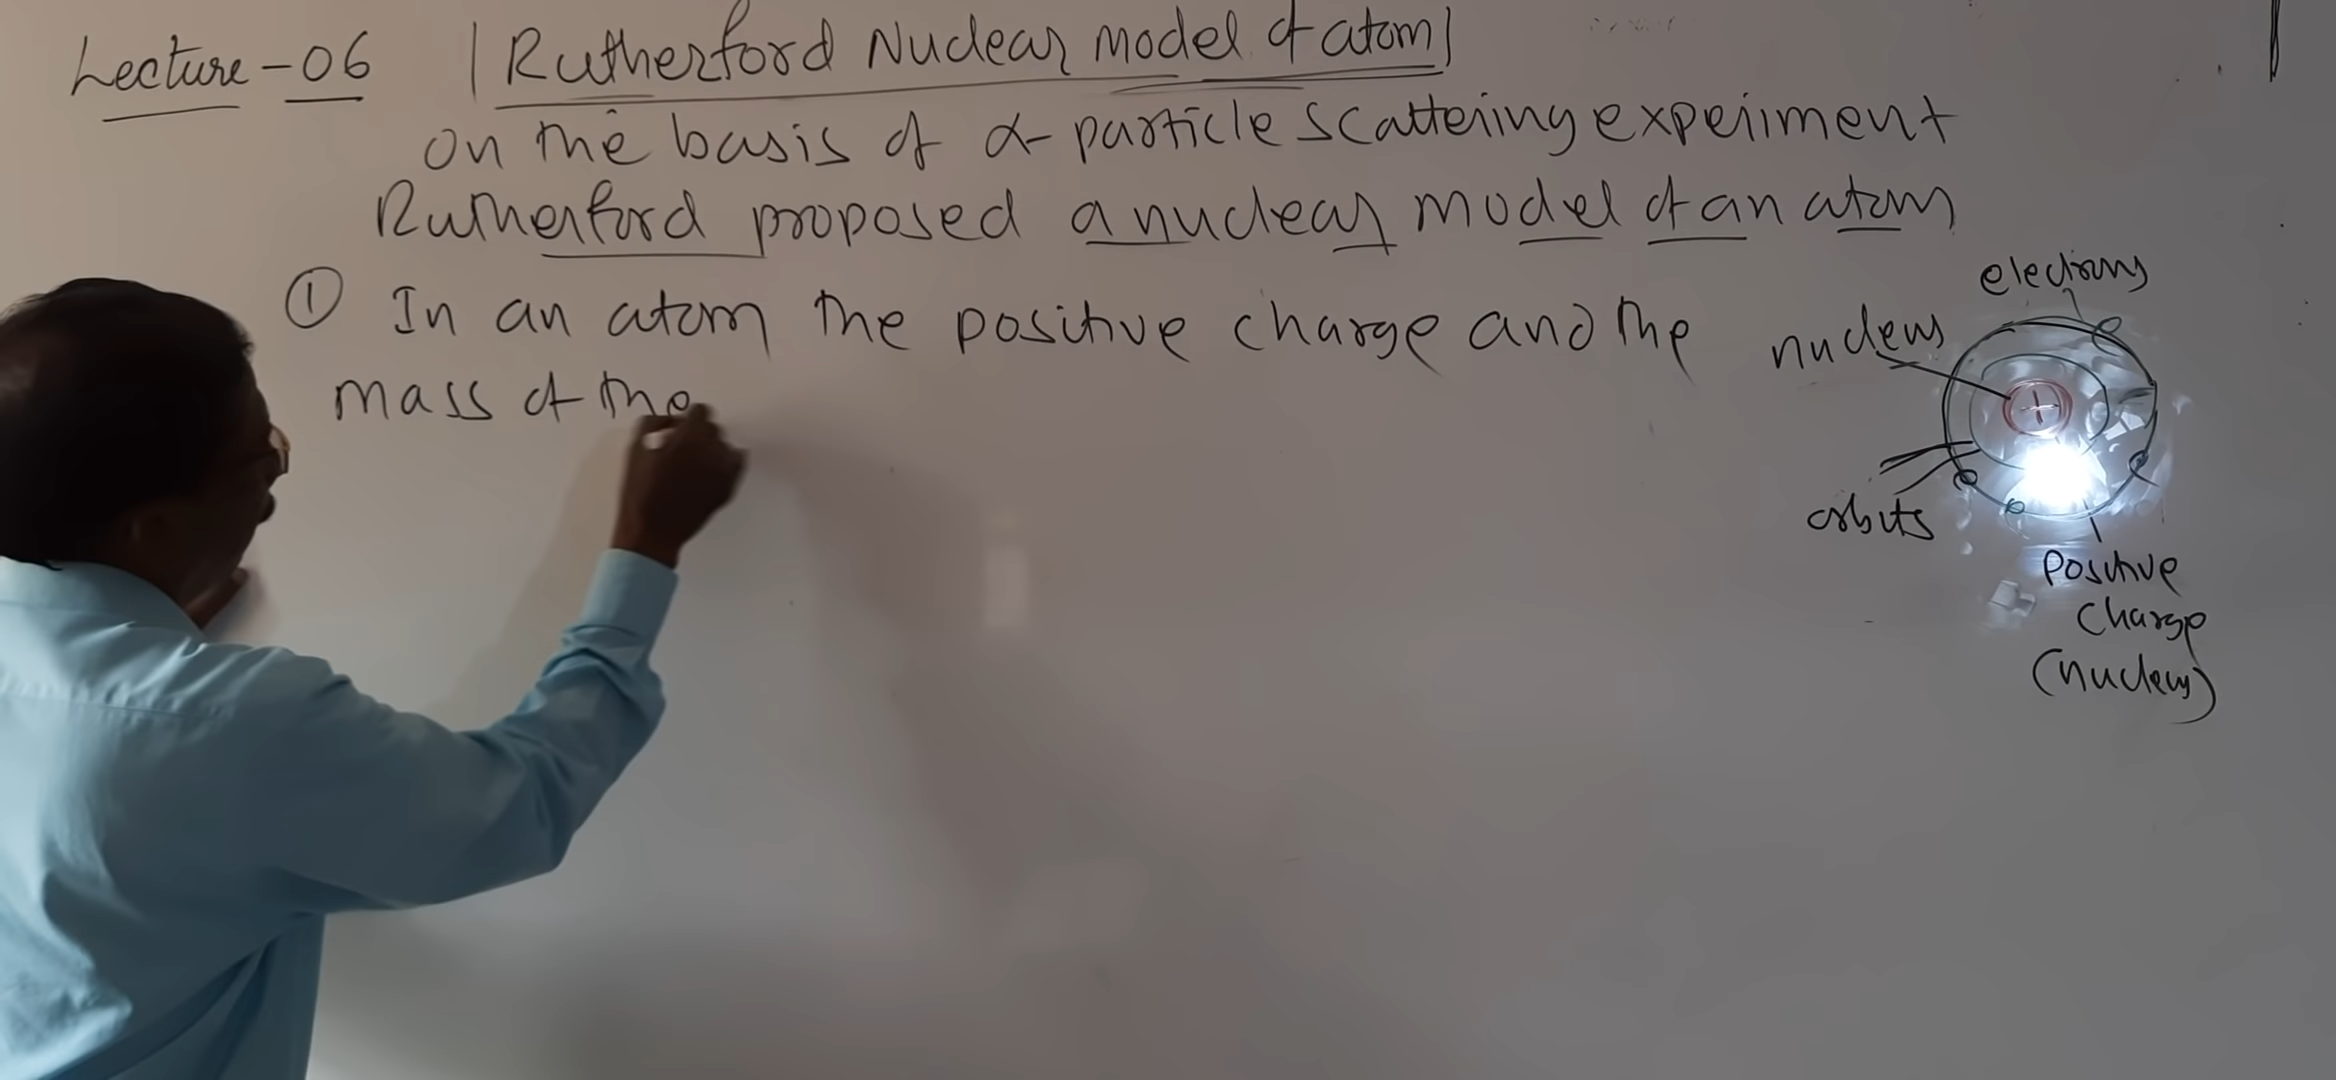 Lecture-06 | Rutherford Nuclear model of atom |
on the basis of α-particle scattering experiment
Rutherford proposed a nuclear model of an atom
① In an atom the positive charge and the
mass of the
electrons
nucleus
+
orbits
Positive
charge
(nucleus)